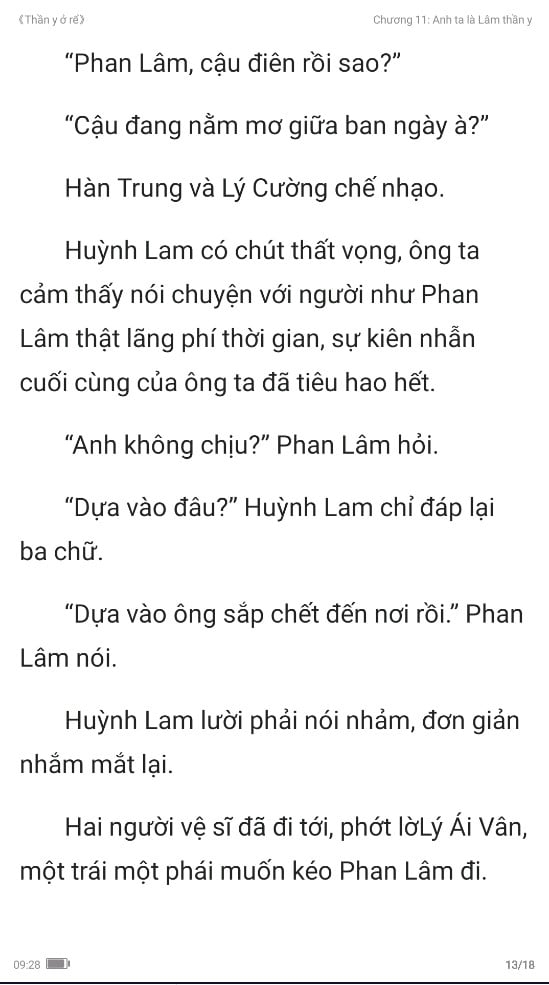 《Thần y ở rể》 Chương 11: Anh ta là Lâm thần y
“Phan Lâm, cậu điên rồi sao?”
“Cậu đang nằm mơ giữa ban ngày à?”
Hàn Trung và Lý Cường chế nhạo.
Huỳnh Lam có chút thất vọng, ông ta
cảm thấy nói chuyện với người như Phan
Lâm thật lãng phí thời gian, sự kiên nhẫn
cuối cùng của ông ta đã tiêu hao hết.
“Anh không chịu?” Phan Lâm hỏi.
“Dựa vào đâu?” Huỳnh Lam chỉ đáp lại
ba chữ.
“Dựa vào ông sắp chết đến nơi rồi.” Phan
Lâm nói.
Huỳnh Lam lười phải nói nhảm, đơn giản
nhắm mắt lại.
Hai người vệ sĩ đã đi tới, phớt lờLý Ái Vân,
một trái một phái muốn kéo Phan Lâm đi.
09:28 13/18